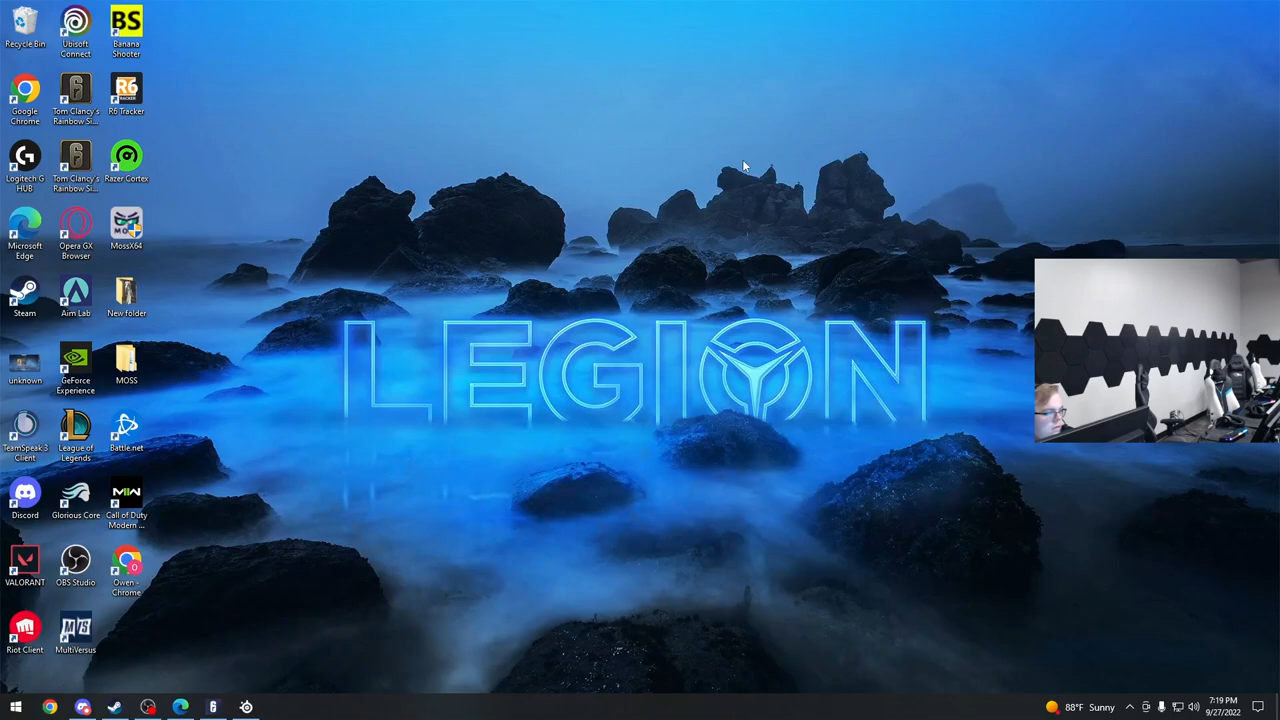 Recycle Bin
Ubisoft
Connect
BS
Banana
Shooter
Google
Chrome
Tom Clancy's
Rainbow Si...
Tom Clancy's
Rainbow Si...
R6
TRACKER
R6 Tracker
Logitech G
HUB
Razer Cortex
Microsoft
Edge
Opera GX
Browser
MossX64
Steam
Aim Lab
New folder
unknown
GeForce
Experience
MOSS
TeamSpeak 3
Client
League of
Legends
Battle.net
Discord
Glorious Core
MW
Call of Duty
Modern ...
VALORANT
OBS Studio
Owen -
Chrome
Riot Client
MVS
MultiVersus
LEGION
88°F Sunny
7:19 PM
9/27/2022